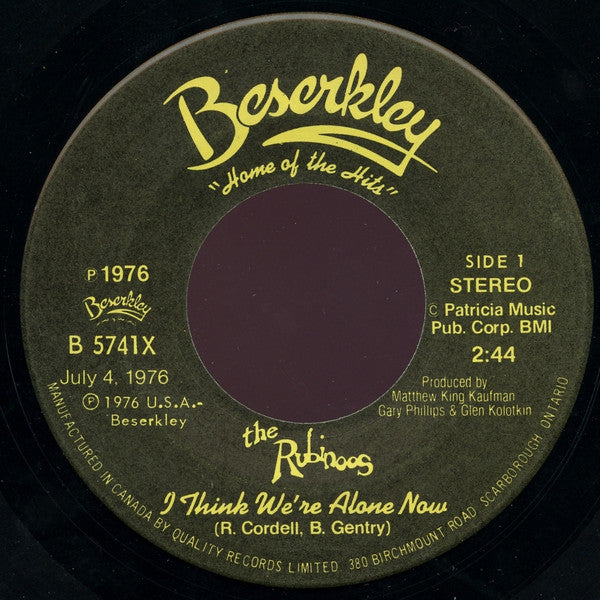 Beserkley
"Home of the Hits"
℗ 1976
Beserkley
B 5741X
July 4, 1976
℗ 1976 U.S.A.-
Beserkley
SIDE 1
STEREO
© Patricia Music
Pub. Corp. BMI
2:44
Produced by
Matthew King Kaufman
Gary Phillips & Glen Kolotkin
the
Rubinoos
I Think We're Alone Now
(R. Cordell, B. Gentry)
MANUFACTURED IN CANADA BY QUALITY RECORDS LIMITED 380 BIRCHMOUNT ROAD SCARBOROUGH ONTARIO